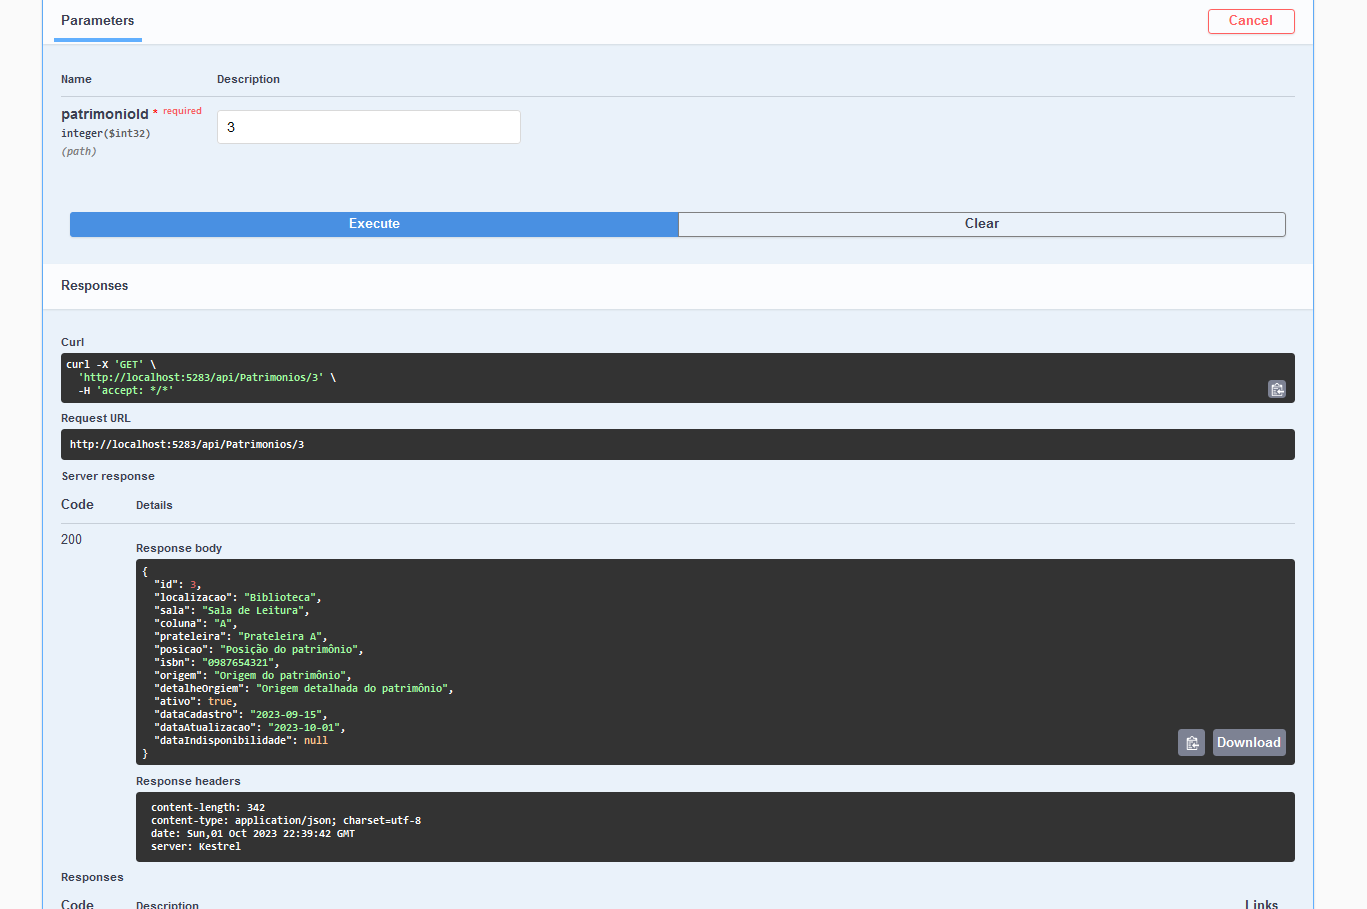 Parameters
Cancel
Name Description
patrimonioId * required
integer($int32)
(path)
3
Execute Clear
Responses
Curl
curl -X 'GET' \
'http://localhost:5283/api/Patrimonios/3' \
-H 'accept: */*'
Request URL
http://localhost:5283/api/Patrimonios/3
Server response
Code Details
200
Response body
{
"id": 3,
"localizacao": "Biblioteca",
"sala": "Sala de Leitura",
"coluna": "A",
"prateleira": "Prateleira A",
"posicao": "Posição do patrimônio",
"isbn": "0987654321",
"origem": "Origem do patrimônio",
"detalheOrgiem": "Origem detalhada do patrimônio",
"ativo": true,
"dataCadastro": "2023-09-15",
"dataAtualizacao": "2023-10-01",
"dataIndisponibilidade": null
}
Download
Response headers
content-length: 342
content-type: application/json; charset=utf-8
date: Sun,01 Oct 2023 22:39:42 GMT
server: Kestrel
Responses
Code Description Links